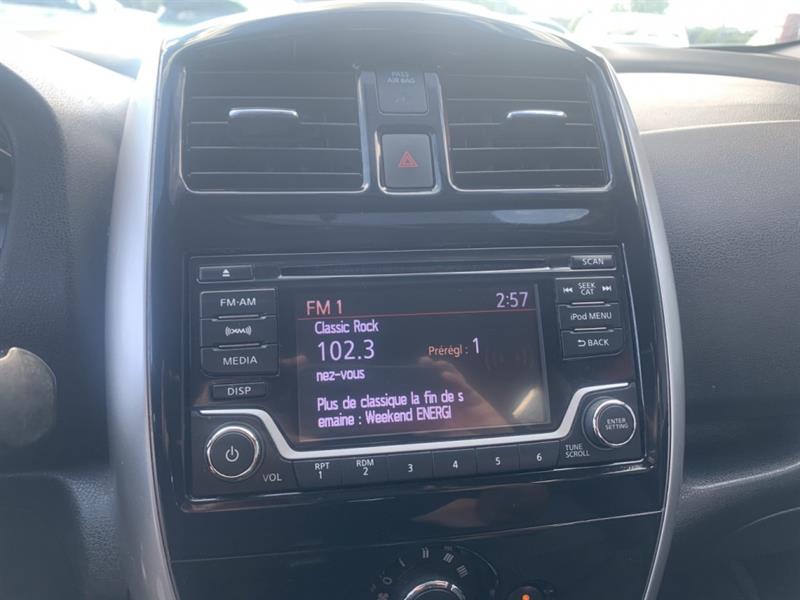 PASS
AIR BAG
SCAN
FM·AM
SEEK
CAT
XM
iPod MENU
MEDIA
BACK
DISP
FM 1
2:57
Classic Rock
102.3
Prérégl : 1
nez-vous
Plus de classique la fin de s
emaine : Weekend ENERGI
ENTER
SETTING
TUNE
SCROLL
VOL
RPT
1
RDM
2
3
4
5
6